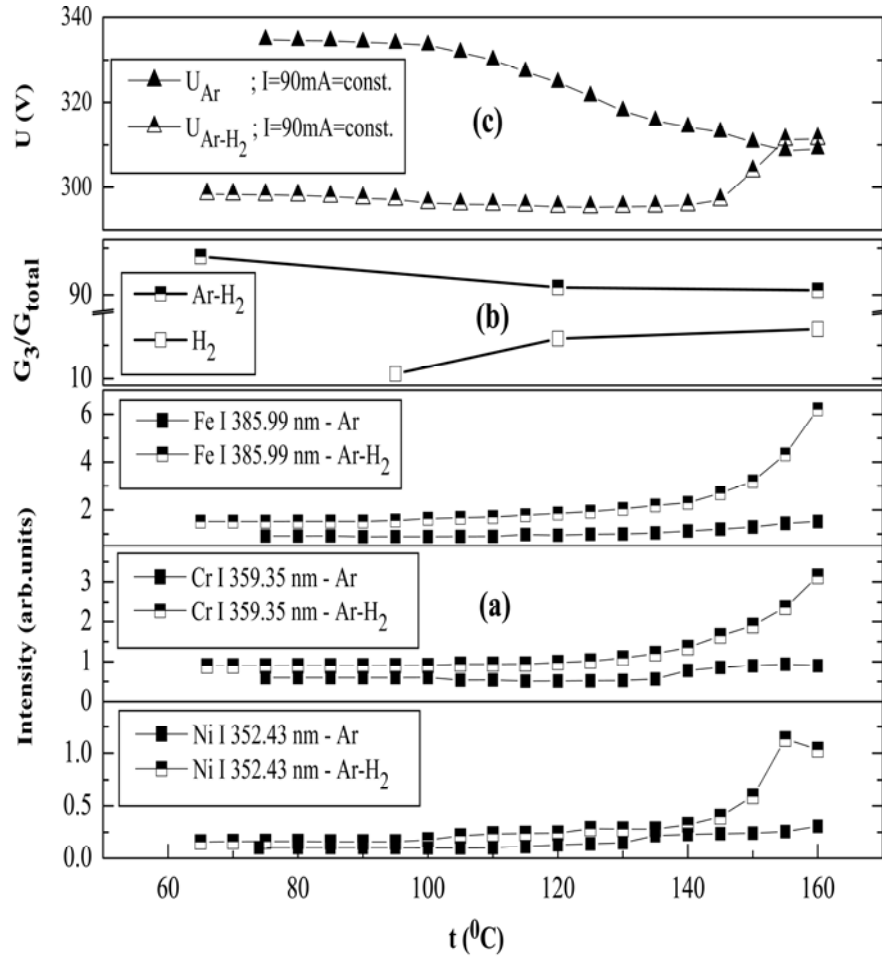 340
320
300
U (V)
U_Ar ; I=90mA=const.
U_Ar-H₂ ; I=90mA=const.
(c)
90
10
G₃/G_total
Ar-H₂
H₂
(b)
6
4
2
Fe I 385.99 nm - Ar
Fe I 385.99 nm - Ar-H₂
3
2
1
0
Cr I 359.35 nm - Ar
Cr I 359.35 nm - Ar-H₂
(a)
Intensity (arb.units)
1.0
0.5
0.0
Ni I 352.43 nm - Ar
Ni I 352.43 nm - Ar-H₂
60 80 100 120 140 160
t (⁰C)